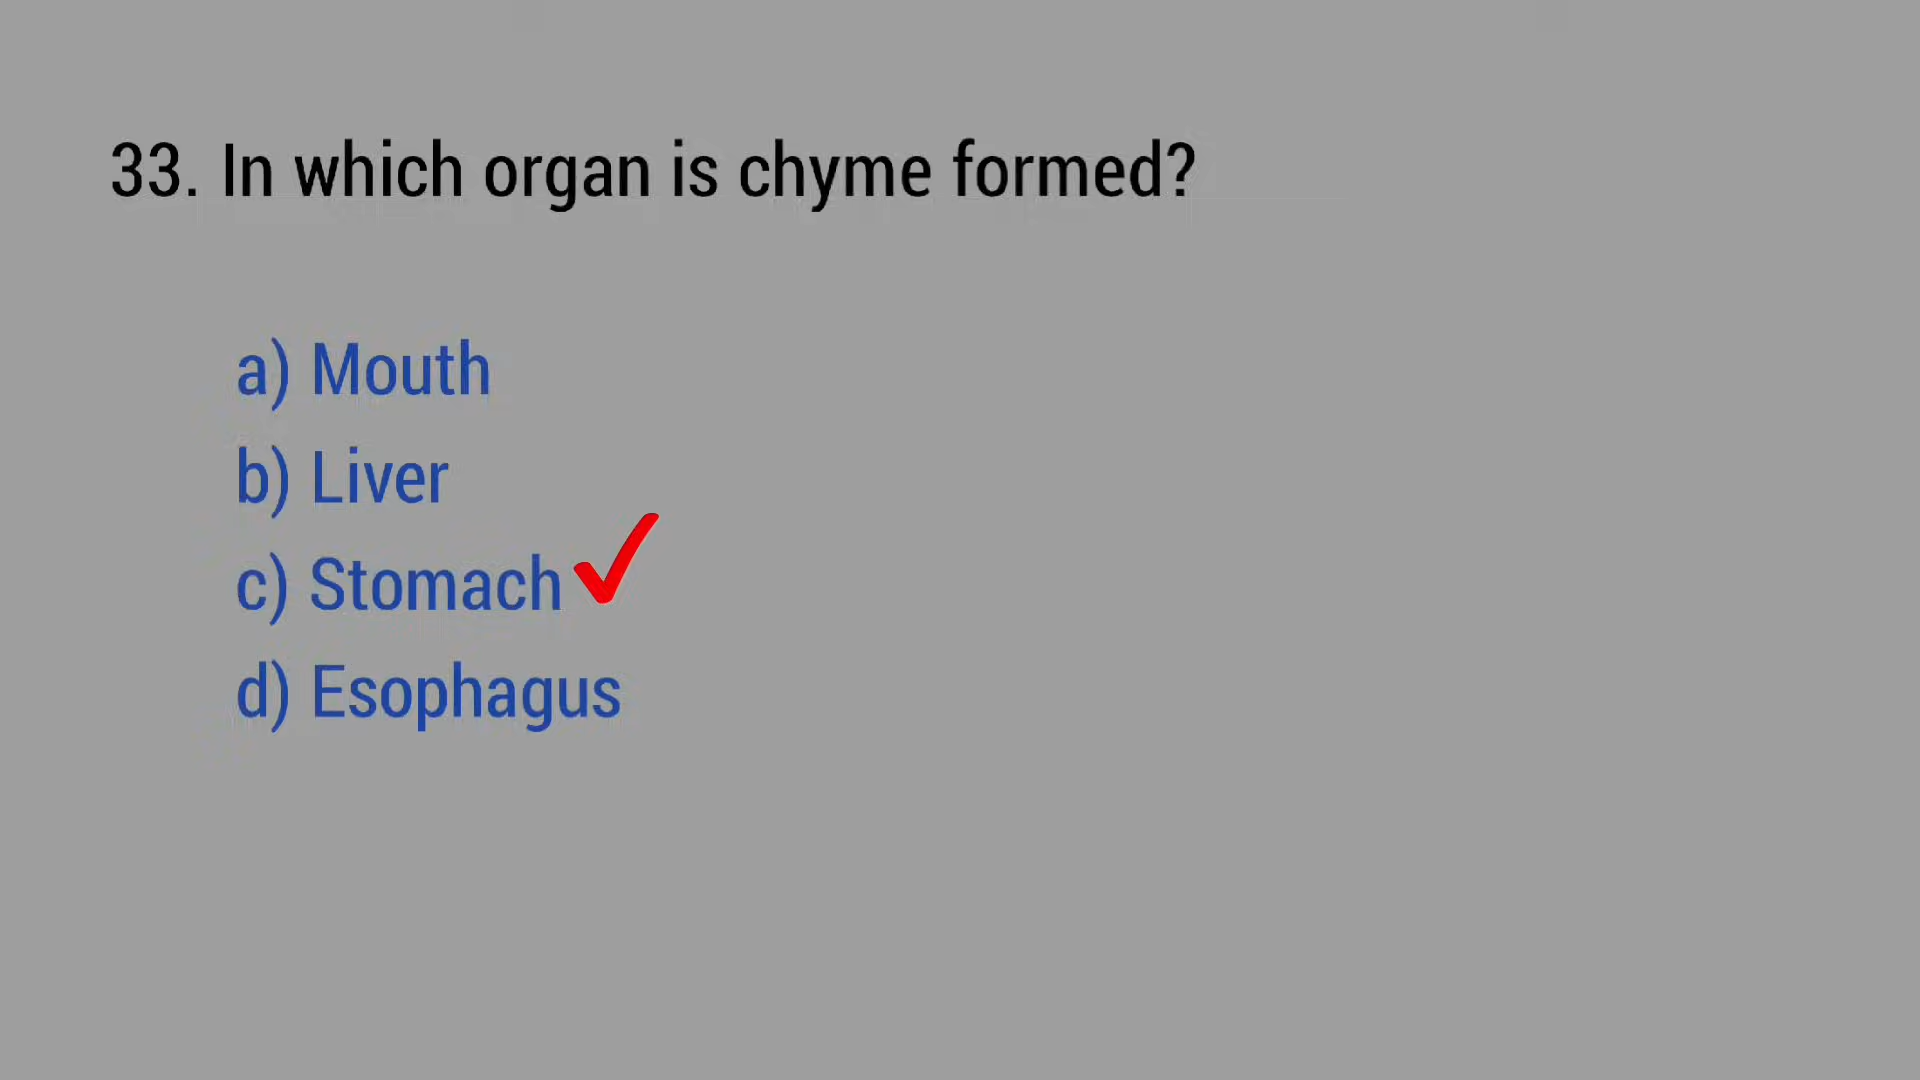 33. In which organ is chyme formed?
a) Mouth
b) Liver
c) Stomach
d) Esophagus